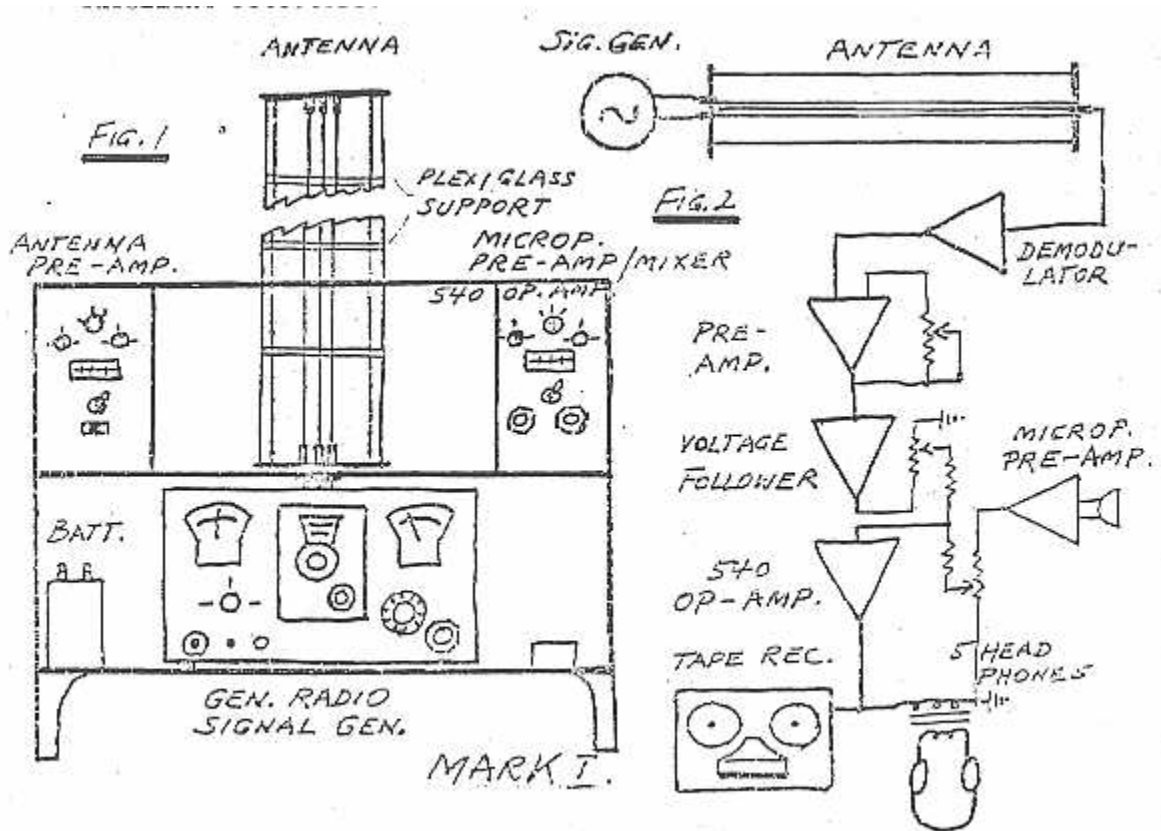 ANTENNA
FIG. 1
PLEXIGLASS
SUPPORT
ANTENNA
PRE-AMP.
MICROP.
PRE-AMP/MIXER
540 OP. AMP
BATT.
GEN. RADIO
SIGNAL GEN.
MARK I.
SIG. GEN.
ANTENNA
FIG. 2
DEMODU-
LATOR
PRE-
AMP.
VOLTAGE
FOLLOWER
MICROP.
PRE-AMP.
540
OP-AMP.
TAPE REC.
5 HEAD
PHONES